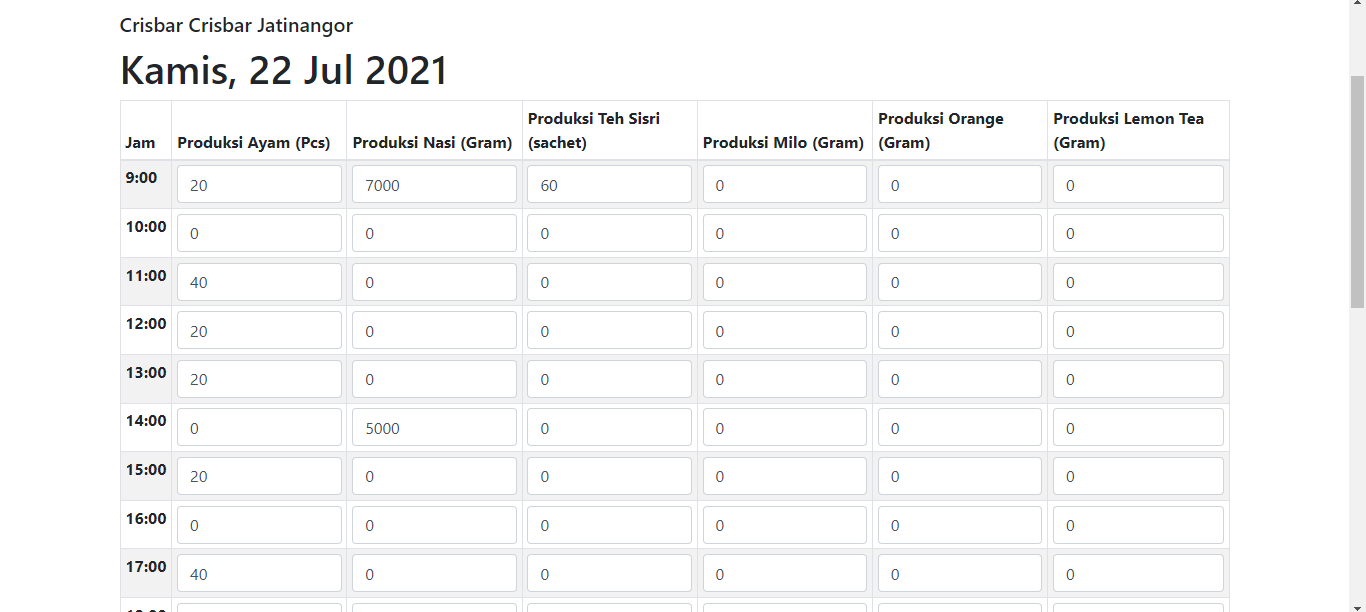 Crisbar Crisbar Jatinangor
Kamis, 22 Jul 2021
Jam Produksi Ayam (Pcs) Produksi Nasi (Gram) Produksi Teh Sisri (sachet) Produksi Milo (Gram) Produksi Orange (Gram) Produksi Lemon Tea (Gram)
9:00 20 7000 60 0 0 0
10:00 0 0 0 0 0 0
11:00 40 0 0 0 0 0
12:00 20 0 0 0 0 0
13:00 20 0 0 0 0 0
14:00 0 5000 0 0 0 0
15:00 20 0 0 0 0 0
16:00 0 0 0 0 0 0
17:00 40 0 0 0 0 0